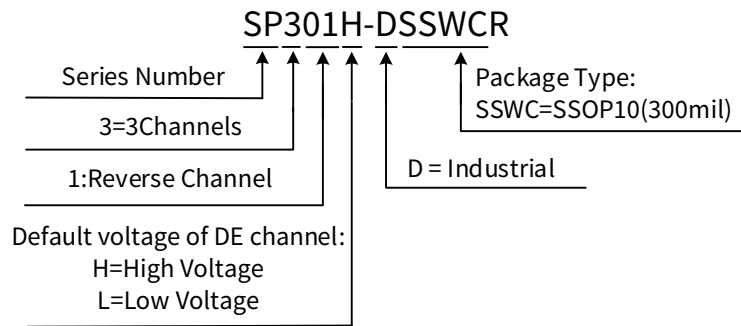 SP301H-DSSWCR
Series Number
3=3Channels
1:Reverse Channel
Default voltage of DE channel:
H=High Voltage
L=Low Voltage
Package Type:
SSWC=SSOP10(300mil)
D = Industrial